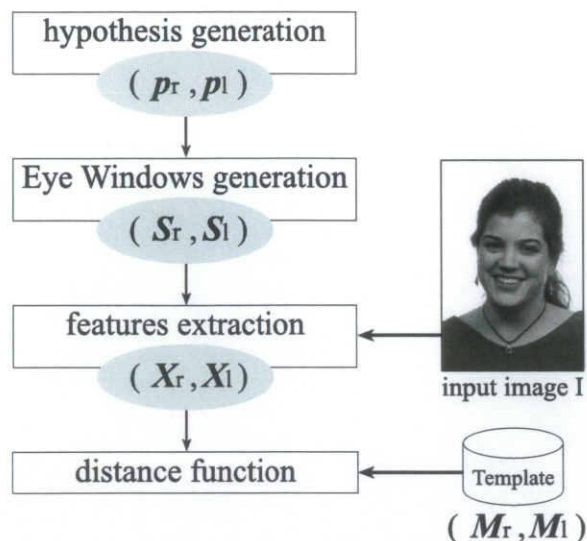 hypothesis generation
( pr , pl )
Eye Windows generation
( Sr , Sl )
features extraction
( Xr , Xl )
input image I
distance function
Template
( Mr , Ml )